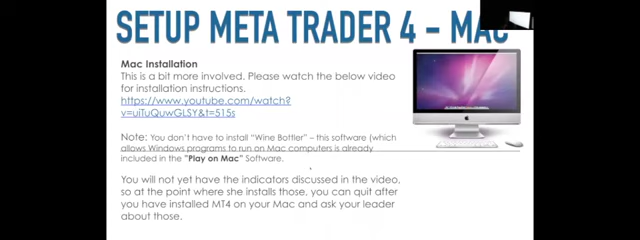 SETUP META TRADER 4 – MAC
Mac Installation
This is a bit more involved. Please watch the below video
for installation instructions.
https://www.youtube.com/watch?
v=uiTuQuwGLSY&t=515s
Note: You don't have to install "Wine Bottler" – this software (which
allows Windows programs to run on Mac computers is already
included in the "Play on Mac" Software.
You will not yet have the indicators discussed in the video,
so at the point where she installs those, you can quit after
you have installed MT4 on your Mac and ask your leader
about those.